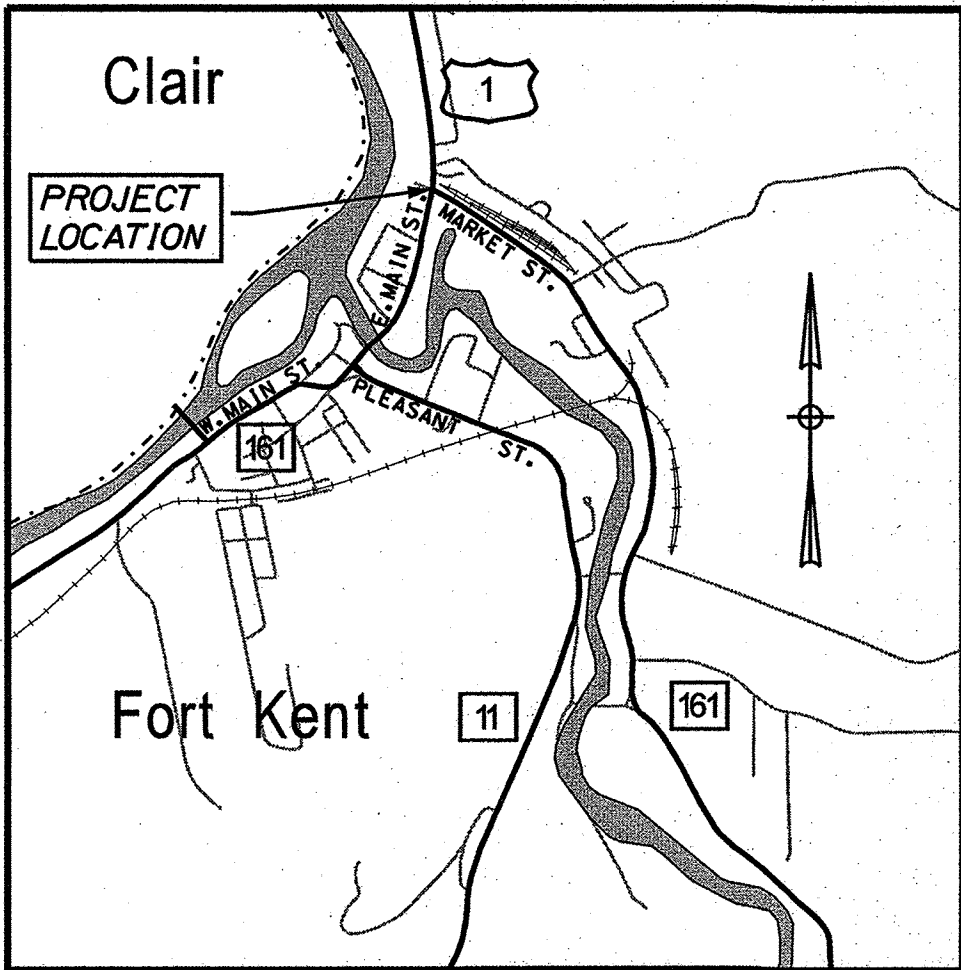 Clair
1
PROJECT
LOCATION
E. MAIN ST.
MARKET ST.
W. MAIN ST.
PLEASANT ST.
161
Fort Kent
11
161